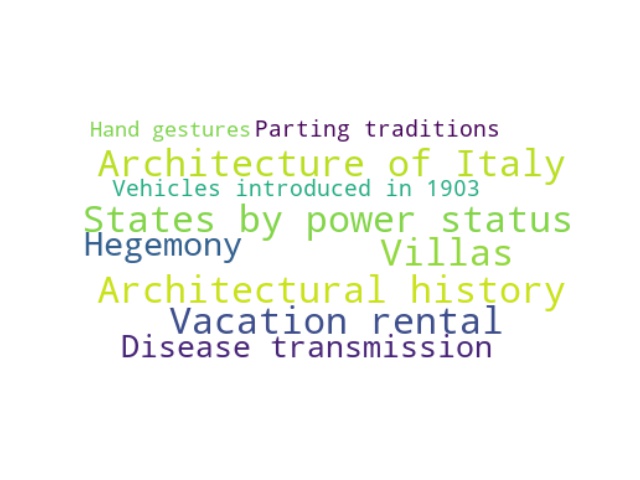 Hand gestures Parting traditions
Architecture of Italy
Vehicles introduced in 1903
States by power status
Hegemony Villas
Architectural history
Vacation rental
Disease transmission